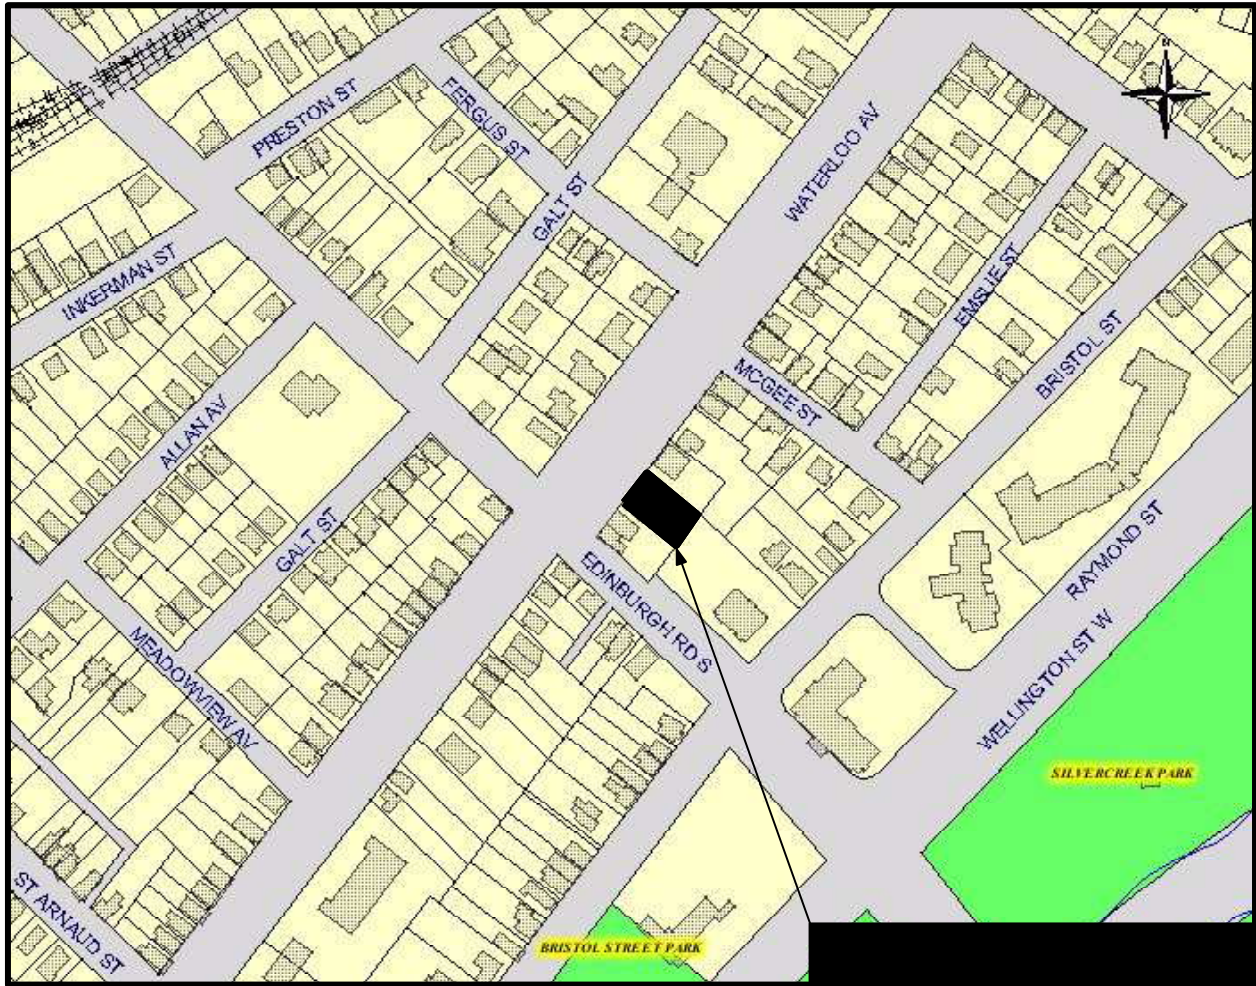 N
PRESTON ST
FERGUS ST
WATERLOO AV
GALT ST
INKERMAN ST
EMSLIE ST
BRISTOL ST
MCGEE ST
ALLAN AV
GALT ST
EDINBURGH RD S
RAYMOND ST
MEADOWVIEW AV
WELLINGTON ST W
SILVERCREEK PARK
ST ARNAUD ST
BRISTOL STREET PARK